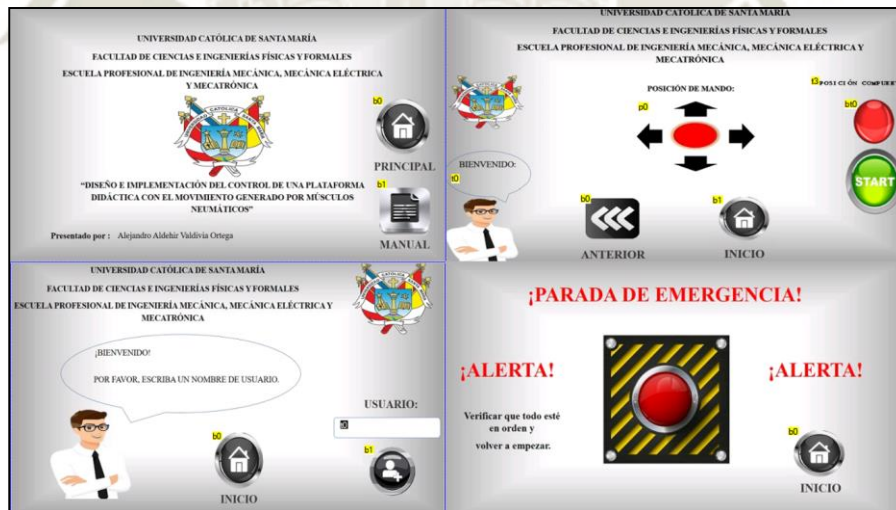 UNIVERSIDAD CATÓLICA DE SANTA MARÍA
FACULTAD DE CIENCIAS E INGENIERÍAS FÍSICAS Y FORMALES
ESCUELA PROFESIONAL DE INGENIERÍA MECÁNICA, MECÁNICA ELÉCTRICA
Y MECATRÓNICA
b0
PRINCIPAL
"DISEÑO E IMPLEMENTACIÓN DEL CONTROL DE UNA PLATAFORMA
DIDÁCTICA CON EL MOVIMIENTO GENERADO POR MÚSCULOS
NEUMÁTICOS"
b1
MANUAL
Presentado por : Alejandro Aldehir Valdivia Ortega
UNIVERSIDAD CATÓLICA DE SANTA MARÍA
FACULTAD DE CIENCIAS E INGENIERÍAS FÍSICAS Y FORMALES
ESCUELA PROFESIONAL DE INGENIERÍA MECÁNICA, MECÁNICA ELÉCTRICA Y
MECATRÓNICA
POSICIÓN DE MANDO:
t3
POSICIÓN COMPUER
p0
bt0
BIENVENIDO:
t0
START
b0
ANTERIOR
b1
INICIO
UNIVERSIDAD CATÓLICA DE SANTA MARÍA
FACULTAD DE CIENCIAS E INGENIERÍAS FÍSICAS Y FORMALES
ESCUELA PROFESIONAL DE INGENIERÍA MECÁNICA, MECÁNICA ELÉCTRICA Y
MECATRÓNICA
¡BIENVENIDO!
POR FAVOR, ESCRIBA UN NOMBRE DE USUARIO.
USUARIO:
t0
b0
INICIO
b1
¡PARADA DE EMERGENCIA!
¡ALERTA!
¡ALERTA!
Verificar que todo esté
en orden y
volver a empezar.
b0
INICIO